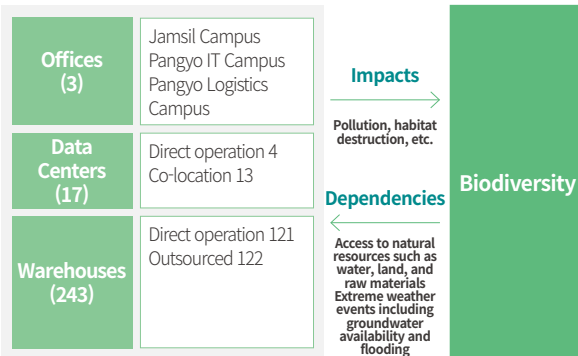 Offices
(3)
Jamsil Campus
Pangyo IT Campus
Pangyo Logistics
Campus
Data
Centers
(17)
Direct operation 4
Co-location 13
Warehouses
(243)
Direct operation 121
Outsourced 122
Impacts
Pollution, habitat
destruction, etc.
Dependencies
Access to natural
resources such as
water, land, and
raw materials
Extreme weather
events including
groundwater
availability and
flooding
Biodiversity